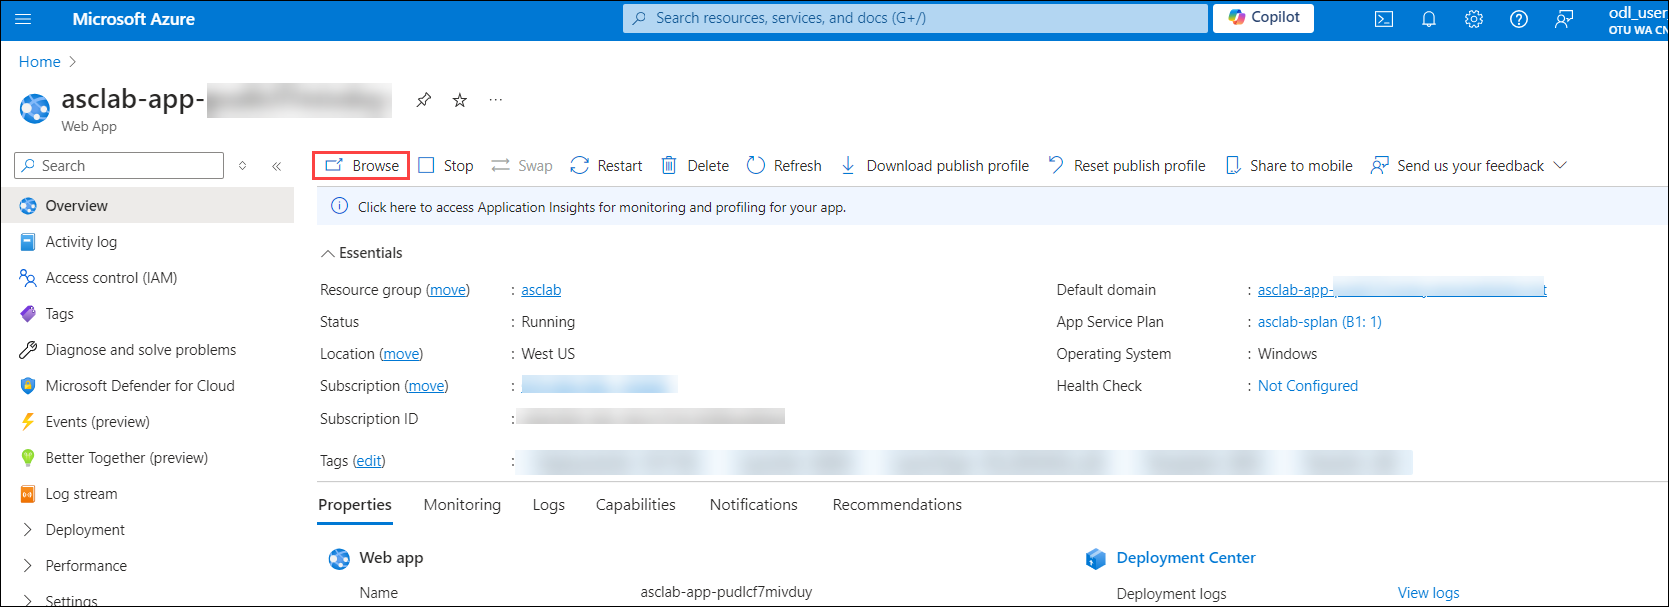 Microsoft Azure
Search resources, services, and docs (G+/)
Copilot
odl_user_
OTU WA CN
Home
asclab-app-
Web App
Search
Browse
Stop
Swap
Restart
Delete
Refresh
Download publish profile
Reset publish profile
Share to mobile
Send us your feedback
Overview
Activity log
Access control (IAM)
Tags
Diagnose and solve problems
Microsoft Defender for Cloud
Events (preview)
Better Together (preview)
Log stream
Deployment
Performance
Settings
Click here to access Application Insights for monitoring and profiling for your app.
Essentials
Resource group (move) : asclab
Status : Running
Location (move) : West US
Subscription (move) :
Subscription ID :
Tags (edit) :
Default domain : asclab-app-
App Service Plan : asclab-splan (B1: 1)
Operating System : Windows
Health Check : Not Configured
Properties
Monitoring
Logs
Capabilities
Notifications
Recommendations
Web app
Name asclab-app-pudlcf7mivduy
Deployment Center
Deployment logs View logs